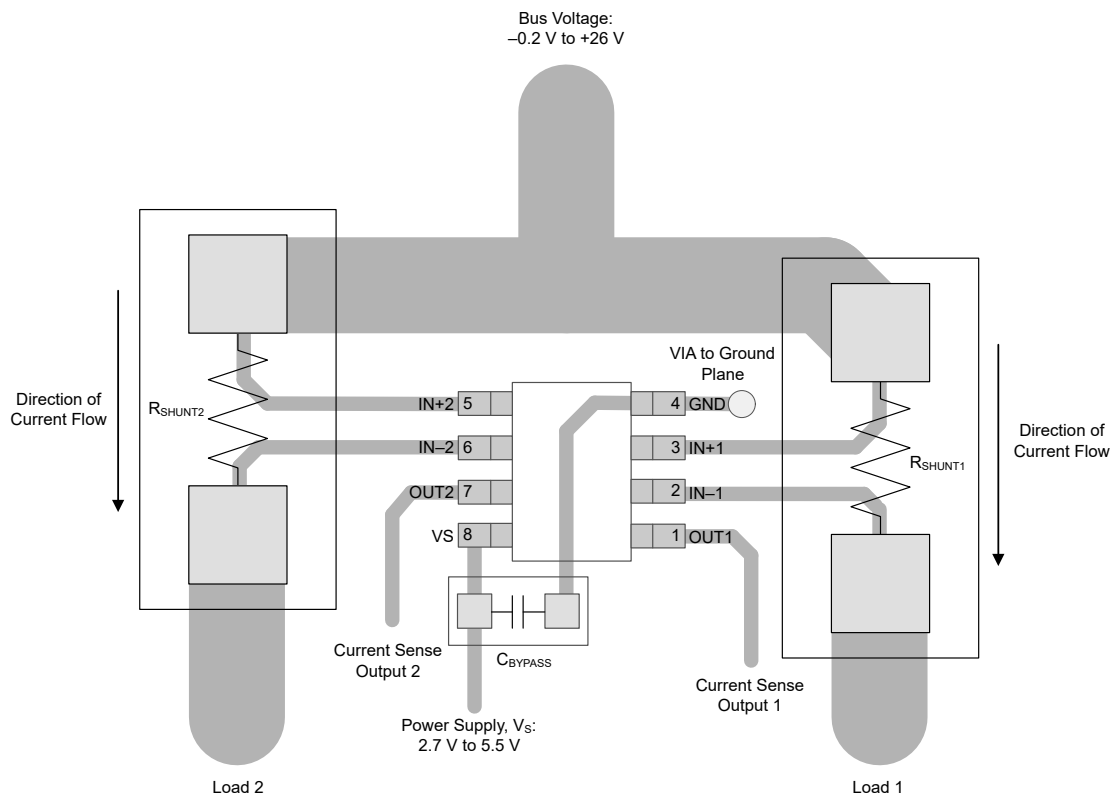 Bus Voltage:
–0.2 V to +26 V
VIA to Ground
Plane
Direction of
Current Flow
RSHUNT2
IN+2 5
4 GND
IN–2 6
3 IN+1
Direction of
Current Flow
RSHUNT1
OUT2 7
2 IN–1
VS 8
1 OUT1
Current Sense
Output 2
CBYPASS
Current Sense
Output 1
Power Supply, VS:
2.7 V to 5.5 V
Load 2
Load 1